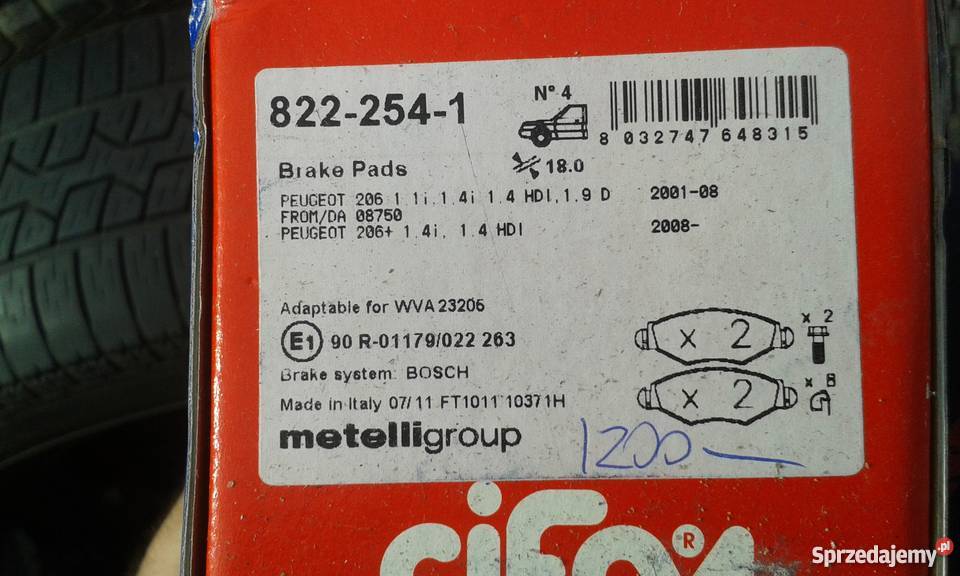 822-254-1
N° 4
8 032747 648315
Brake Pads
18.0
PEUGEOT 206 1 1i, 1.4i 1.4 HDI, 1.9 D 2001-08
FROM/DA 08750
PEUGEOT 206+ 1.4i, 1.4 HDI 2008-
Adaptable for WVA 23206
E1 90 R-01179/022 263
x 2
x 2
Brake system: BOSCH
x 8
x 2
Made in Italy 07/11 FT1011 10371H
metelligroup
1200-
®
Sprzedajemy.pl